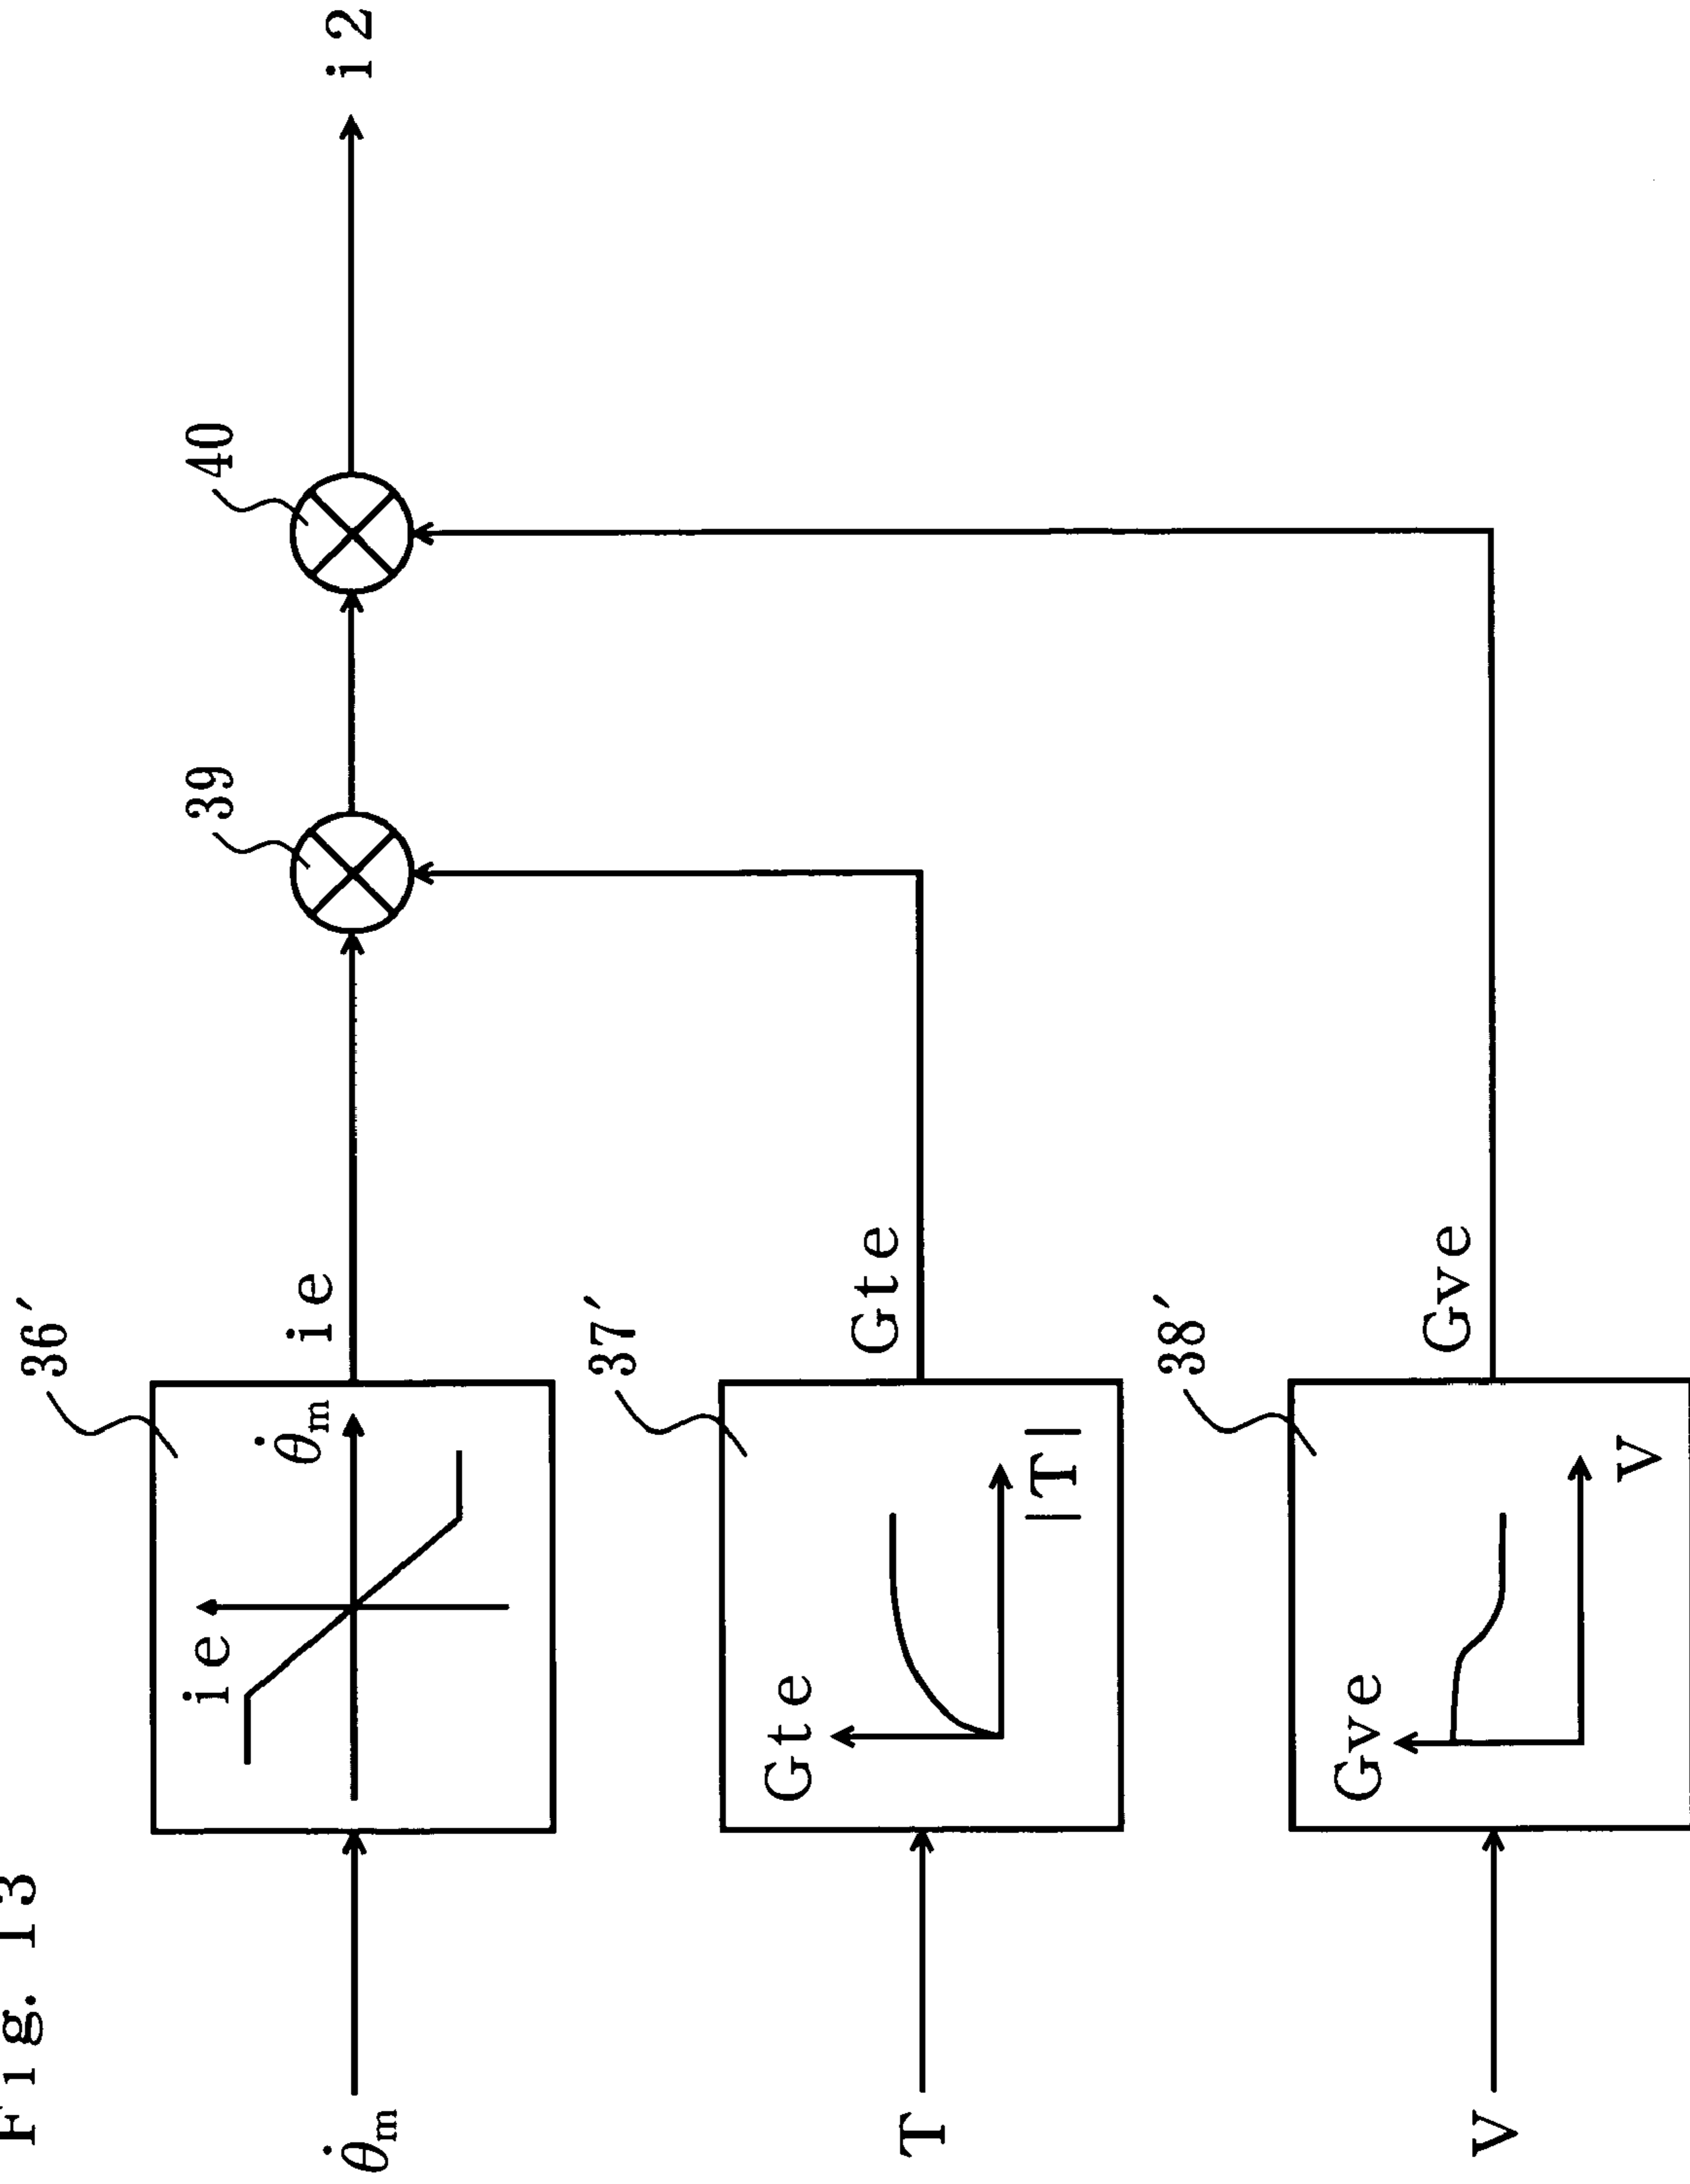 Fig. 13
36′
ie
θ̇m
ie
θ̇m
39
40
i2
37′
Gte
|T|
Gte
T
38′
Gve
V
Gve
V